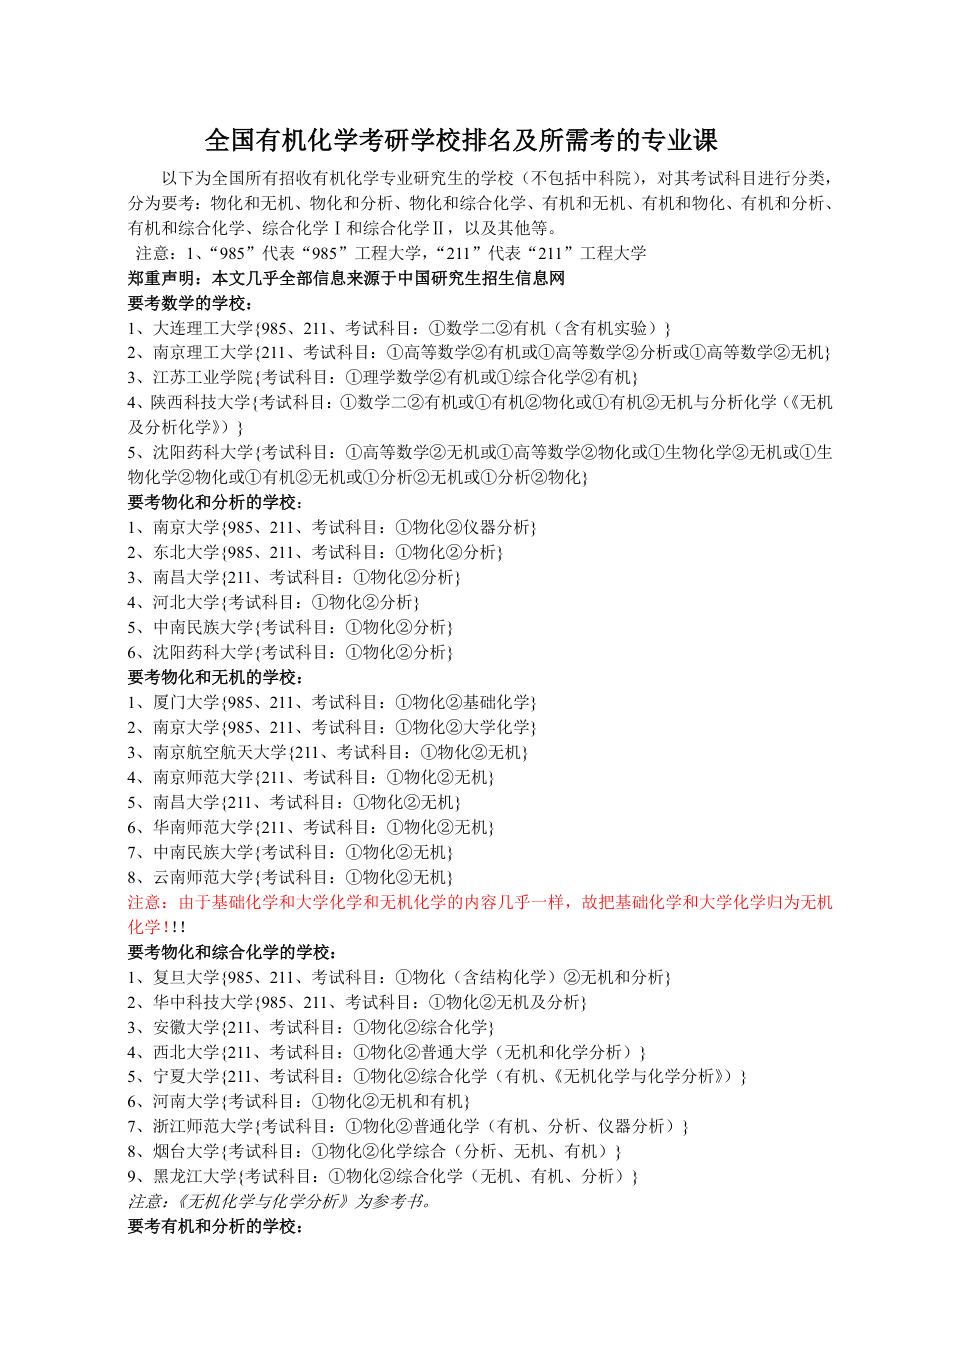 全国有机化学考研学校排名及所需考的专业课
以下为全国所有招收有机化学专业研究生的学校（不包括中科院），对其考试科目进行分类，
分为要考：物化和无机、物化和分析、物化和综合化学、有机和无机、有机和物化、有机和分析、
有机和综合化学、综合化学Ⅰ和综合化学Ⅱ，以及其他等。
注意：1、“985”代表“985”工程大学，“211”代表“211”工程大学
郑重声明：本文几乎全部信息来源于中国研究生招生信息网
要考数学的学校：
1、大连理工大学{985、211、考试科目：①数学二②有机（含有机实验）}
2、南京理工大学{211、考试科目：①高等数学②有机或①高等数学②分析或①高等数学②无机}
3、江苏工业学院{考试科目：①理学数学②有机或①综合化学②有机}
4、陕西科技大学{考试科目：①数学二②有机或①有机②物化或①有机②无机与分析化学（《无机
及分析化学》）}
5、沈阳药科大学{考试科目：①高等数学②无机或①高等数学②物化或①生物化学②无机或①生
物化学②物化或①有机②无机或①分析②无机或①分析②物化}
要考物化和分析的学校：
1、南京大学{985、211、考试科目：①物化②仪器分析}
2、东北大学{985、211、考试科目：①物化②分析}
3、南昌大学{211、考试科目：①物化②分析}
4、河北大学{考试科目：①物化②分析}
5、中南民族大学{考试科目：①物化②分析}
6、沈阳药科大学{考试科目：①物化②分析}
要考物化和无机的学校：
1、厦门大学{985、211、考试科目：①物化②基础化学}
2、南京大学{985、211、考试科目：①物化②大学化学}
3、南京航空航天大学{211、考试科目：①物化②无机}
4、南京师范大学{211、考试科目：①物化②无机}
5、南昌大学{211、考试科目：①物化②无机}
6、华南师范大学{211、考试科目：①物化②无机}
7、中南民族大学{考试科目：①物化②无机}
8、云南师范大学{考试科目：①物化②无机}
注意：由于基础化学和大学化学和无机化学的内容几乎一样，故把基础化学和大学化学归为无机
化学！!!
要考物化和综合化学的学校：
1、复旦大学{985、211、考试科目：①物化（含结构化学）②无机和分析}
2、华中科技大学{985、211、考试科目：①物化②无机及分析}
3、安徽大学{211、考试科目：①物化②综合化学}
4、西北大学{211、考试科目：①物化②普通大学（无机和化学分析）}
5、宁夏大学{211、考试科目：①物化②综合化学（有机、《无机化学与化学分析》）}
6、河南大学{考试科目：①物化②无机和有机}
7、浙江师范大学{考试科目：①物化②普通化学（有机、分析、仪器分析）}
8、烟台大学{考试科目：①物化②化学综合（分析、无机、有机）}
9、黑龙江大学{考试科目：①物化②综合化学（无机、有机、分析）}
注意：《无机化学与化学分析》为参考书。
要考有机和分析的学校：